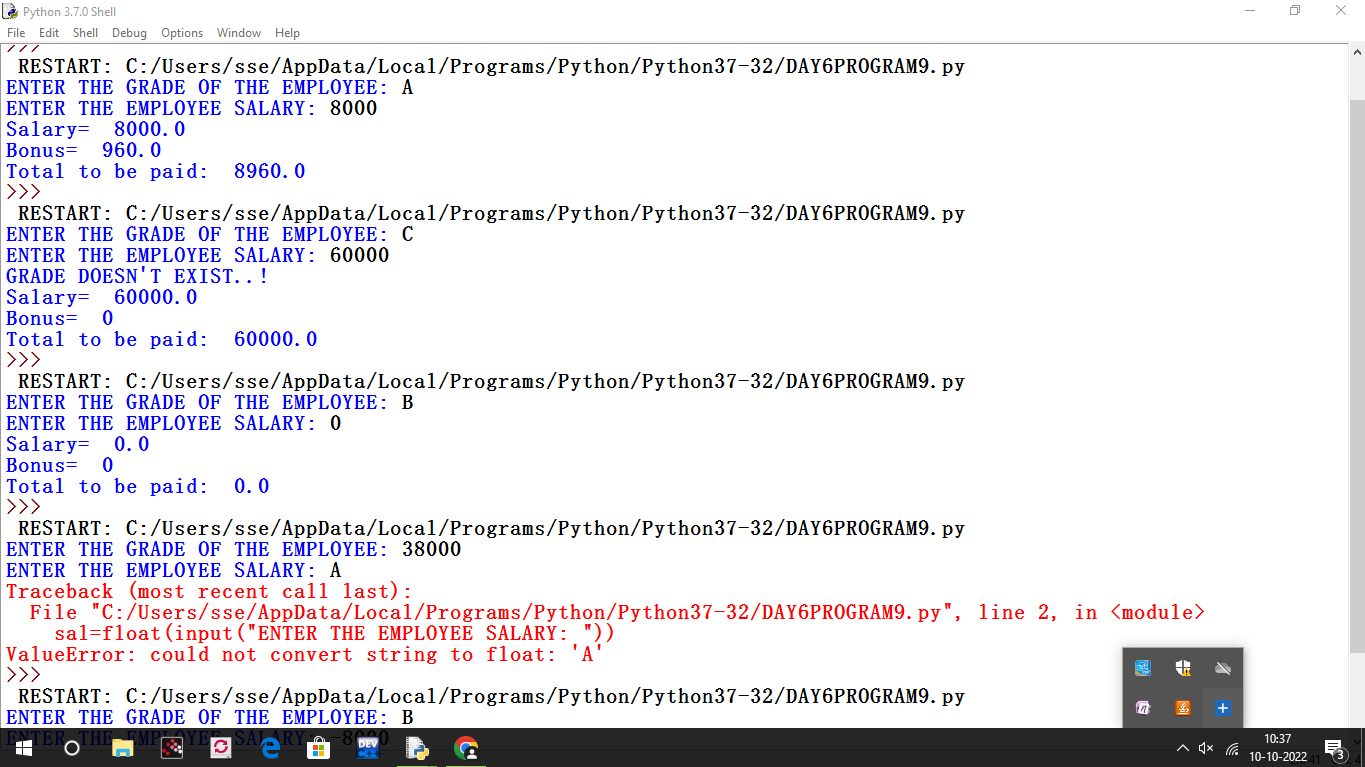 Python 3.7.0 Shell
File Edit Shell Debug Options Window Help
>>>
RESTART: C:/Users/sse/AppData/Local/Programs/Python/Python37-32/DAY6PROGRAM9.py
ENTER THE GRADE OF THE EMPLOYEE: A
ENTER THE EMPLOYEE SALARY: 8000
Salary=  8000.0
Bonus=  960.0
Total to be paid:  8960.0
>>>
RESTART: C:/Users/sse/AppData/Local/Programs/Python/Python37-32/DAY6PROGRAM9.py
ENTER THE GRADE OF THE EMPLOYEE: C
ENTER THE EMPLOYEE SALARY: 60000
GRADE DOESN'T EXIST..!
Salary=  60000.0
Bonus=  0
Total to be paid:  60000.0
>>>
RESTART: C:/Users/sse/AppData/Local/Programs/Python/Python37-32/DAY6PROGRAM9.py
ENTER THE GRADE OF THE EMPLOYEE: B
ENTER THE EMPLOYEE SALARY: 0
Salary=  0.0
Bonus=  0
Total to be paid:  0.0
>>>
RESTART: C:/Users/sse/AppData/Local/Programs/Python/Python37-32/DAY6PROGRAM9.py
ENTER THE GRADE OF THE EMPLOYEE: 38000
ENTER THE EMPLOYEE SALARY: A
Traceback (most recent call last):
  File "C:/Users/sse/AppData/Local/Programs/Python/Python37-32/DAY6PROGRAM9.py", line 2, in <module>
    sal=float(input("ENTER THE EMPLOYEE SALARY: "))
ValueError: could not convert string to float: 'A'
>>>
RESTART: C:/Users/sse/AppData/Local/Programs/Python/Python37-32/DAY6PROGRAM9.py
ENTER THE GRADE OF THE EMPLOYEE: B
ENTER THE EMPLOYEE SALARY: -8000
DEV
10:37
10-10-2022
3